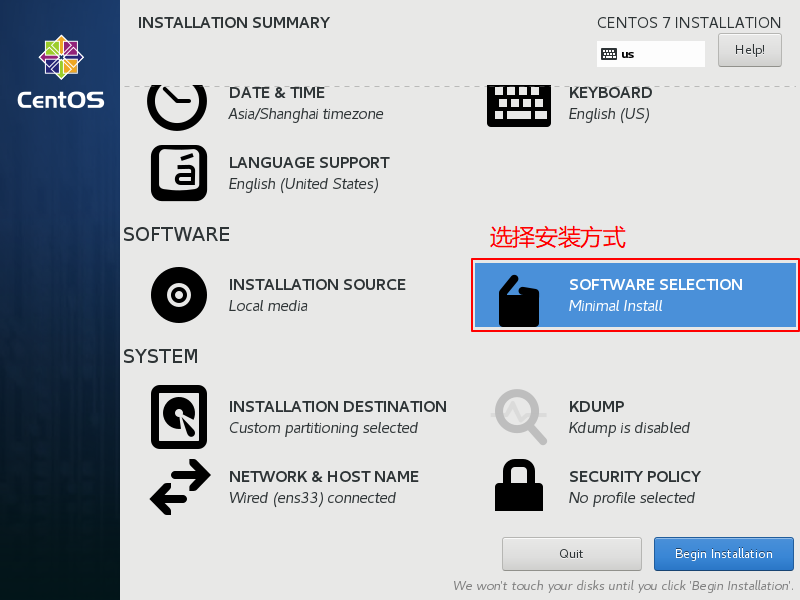 INSTALLATION SUMMARY
CENTOS 7 INSTALLATION
us
Help!
CentOS
DATE & TIME
Asia/Shanghai timezone
KEYBOARD
English (US)
LANGUAGE SUPPORT
English (United States)
SOFTWARE
选择安装方式
INSTALLATION SOURCE
Local media
SOFTWARE SELECTION
Minimal Install
SYSTEM
INSTALLATION DESTINATION
Custom partitioning selected
KDUMP
Kdump is disabled
NETWORK & HOST NAME
Wired (ens33) connected
SECURITY POLICY
No profile selected
Quit
Begin Installation
We won't touch your disks until you click 'Begin Installation'.